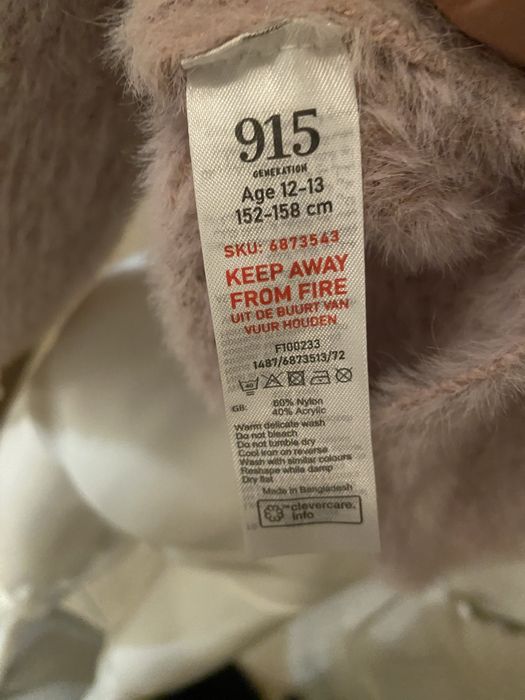 915
GENERATION
Age 12-13
152-158 cm
SKU: 6873543
KEEP AWAY
FROM FIRE
UIT DE BUURT VAN
VUUR HOUDEN
F100233
1487/6873513/72
40
GB: 60% Nylon
40% Acrylic
Warm delicate wash
Do not bleach
Do not tumble dry
Cool iron on reverse
Wash with similar colours
Reshape while damp
Dry flat
Made in Bangladesh
clevercare.
info